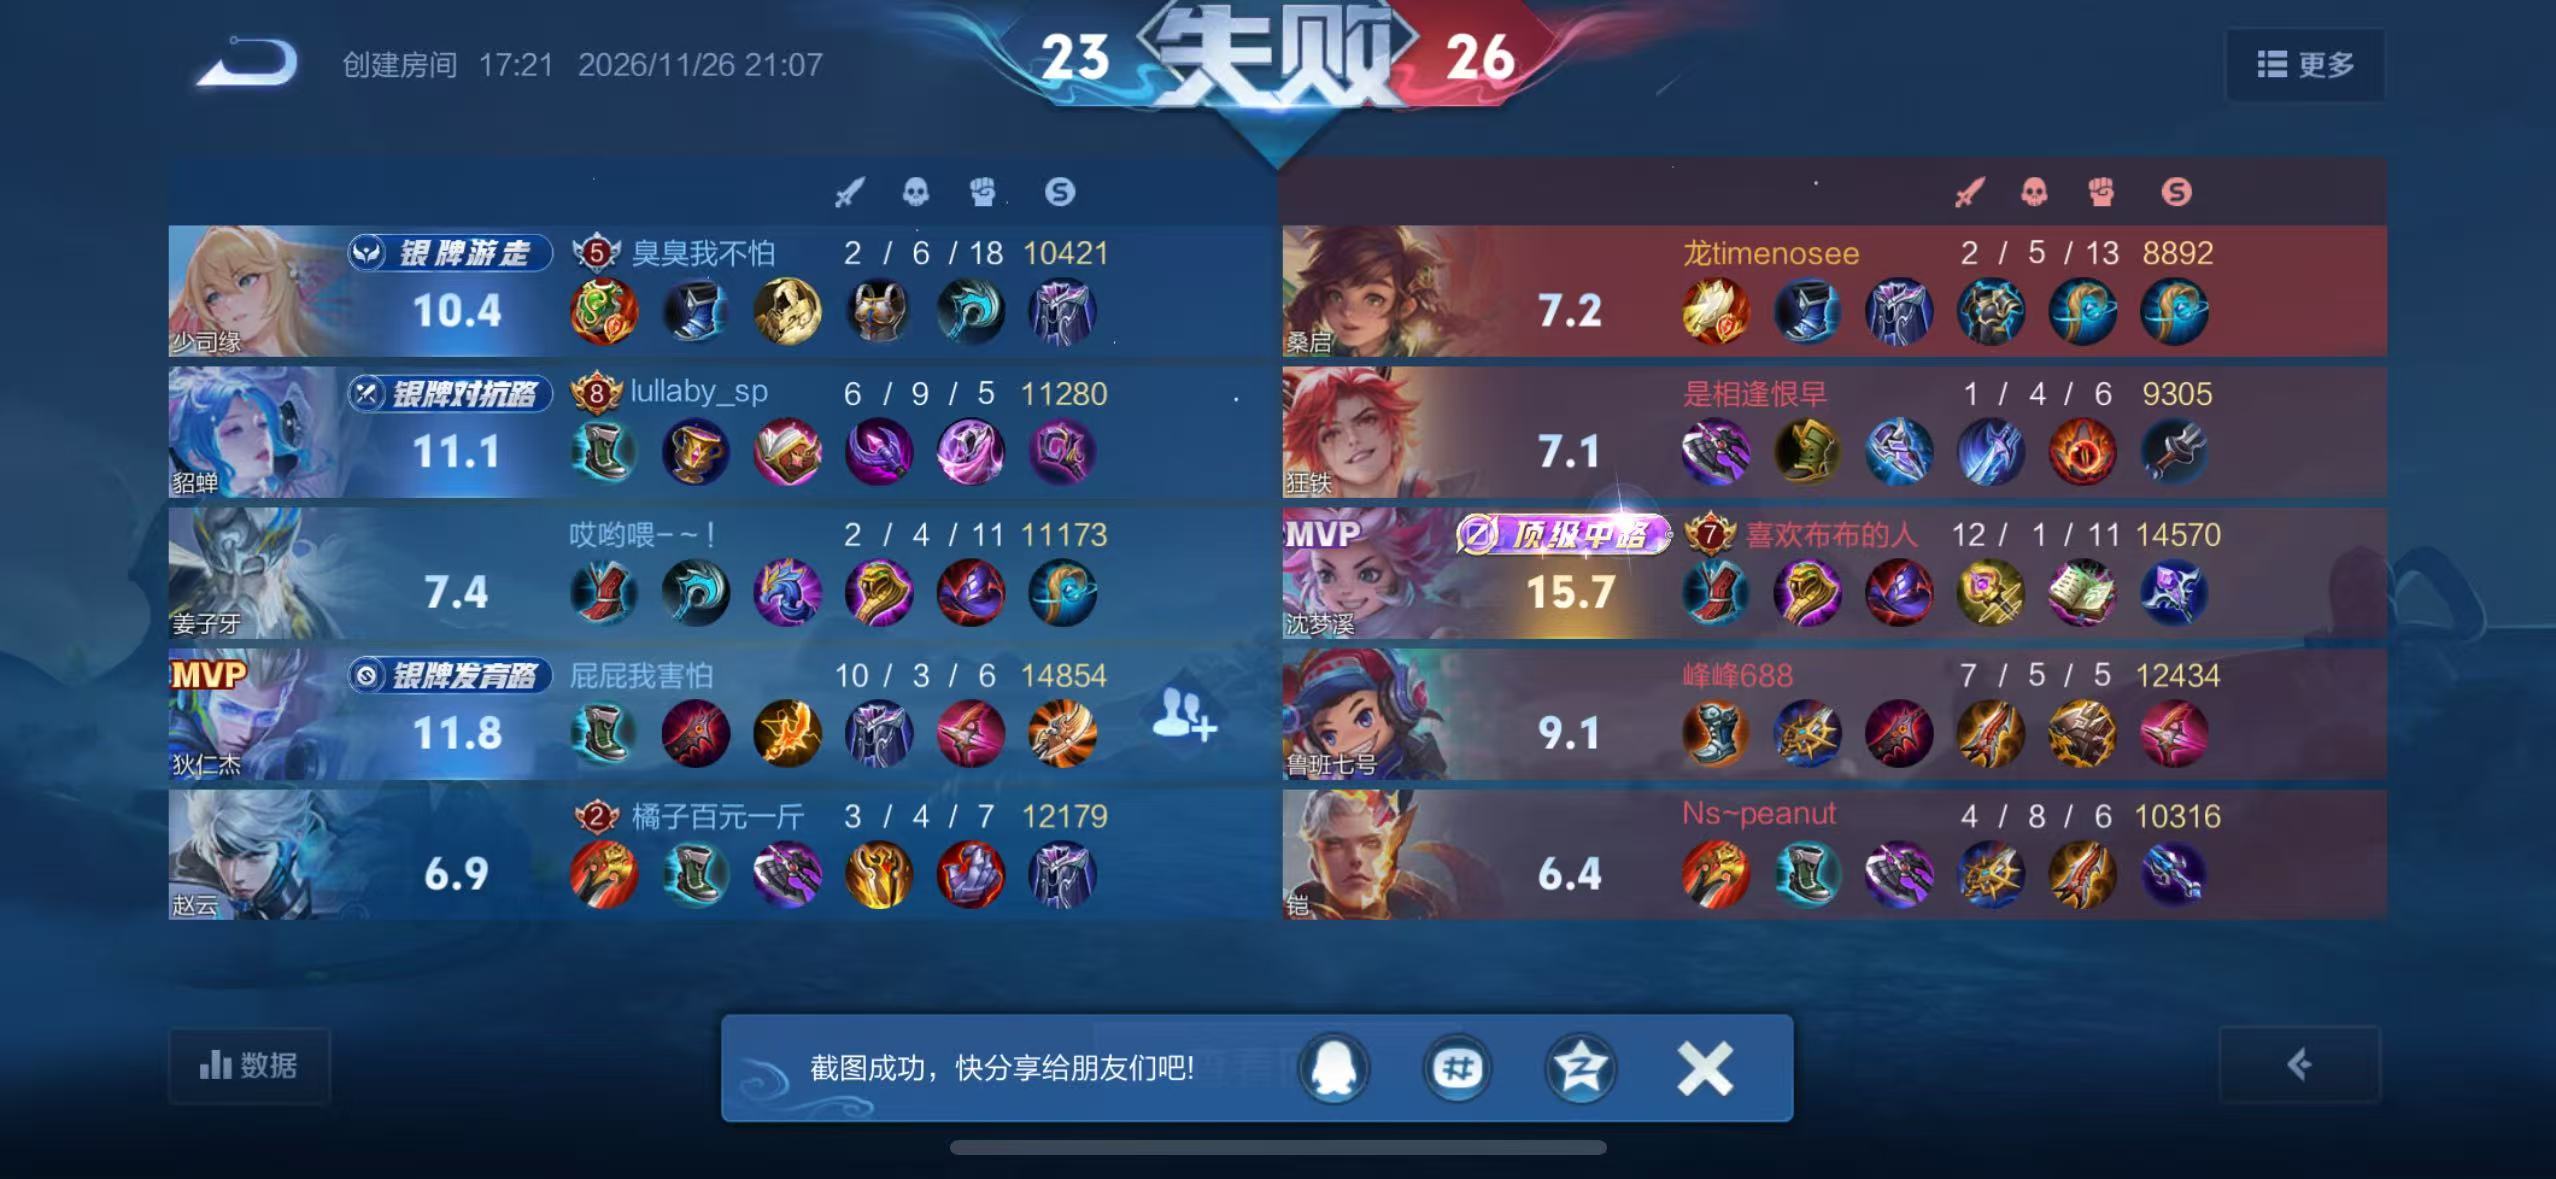 创建房间 17:21 2026/11/26 21:07
23 失败 26
更多
银牌游走 5 臭臭我不怕 2 / 6 / 18 10421
10.4
少司缘
银牌对抗路 8 lullaby_sp 6 / 9 / 5 11280
11.1
貂蝉
哎哟喂－～！ 2 / 4 / 11 11173
7.4
姜子牙
MVP 银牌发育路 屁屁我害怕 10 / 3 / 6 14854
11.8
狄仁杰
2 橘子百元一斤 3 / 4 / 7 12179
6.9
赵云
龙timenosee 2 / 5 / 13 8892
7.2
桑启
是相逢恨早 1 / 4 / 6 9305
7.1
狂铁
MVP 顶级中路 7 喜欢布布的人 12 / 1 / 11 14570
15.7
沈梦溪
峰峰688 7 / 5 / 5 12434
9.1
鲁班七号
Ns~peanut 4 / 8 / 6 10316
6.4
铠
数据
截图成功，快分享给朋友们吧!